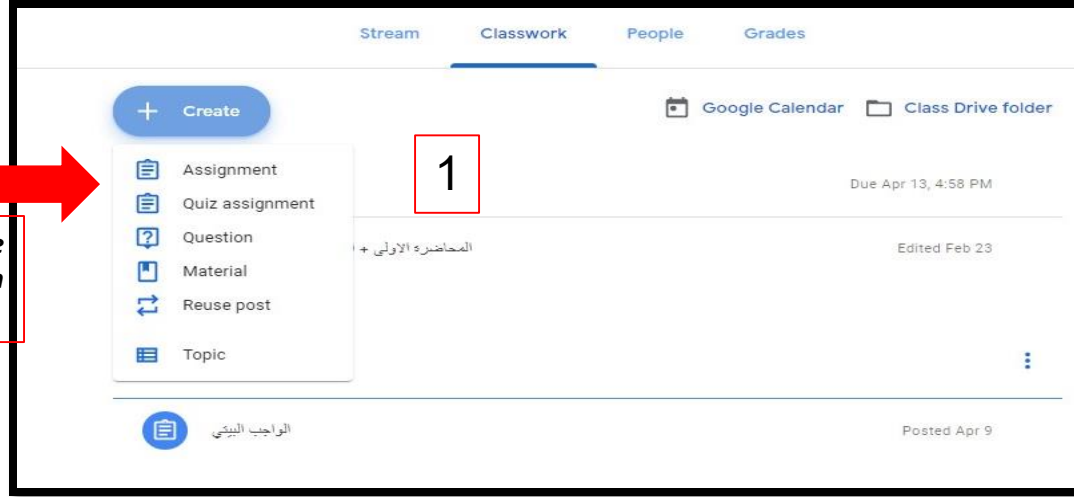 Stream Classwork People Grades
+ Create
Google Calendar Class Drive folder
Assignment
1
Due Apr 13, 4:58 PM
Quiz assignment
Question
المحاضرة الاولى +
Edited Feb 23
Material
Reuse post
Topic
الواجب البيتي
Posted Apr 9